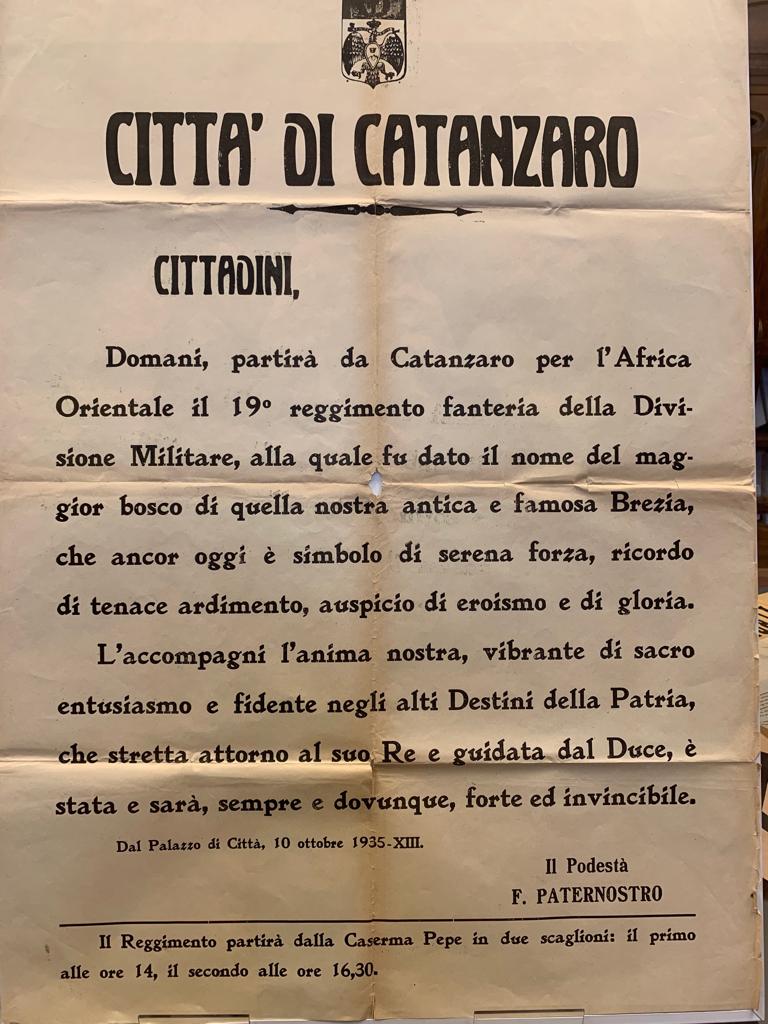 CITTA' DI CATANZARO
CITTADINI,
Domani, partirà da Catanzaro per l'Africa
Orientale il 19º reggimento fanteria della Divi-
sione Militare, alla quale fu dato il nome del mag-
gior bosco di quella nostra antica e famosa Brezia,
che ancor oggi è simbolo di serena forza, ricordo
di tenace ardimento, auspicio di eroismo e di gloria.
L'accompagni l'anima nostra, vibrante di sacro
entusiasmo e fidente negli alti Destini della Patria,
che stretta attorno al suo Re e guidata dal Duce, è
stata e sarà, sempre e dovunque, forte ed invincibile.
Dal Palazzo di Città, 10 ottobre 1935-XIII.
Il Podestà
F. PATERNOSTRO
Il Reggimento partirà dalla Caserma Pepe in due scaglioni: il primo
alle ore 14, il secondo alle ore 16,30.